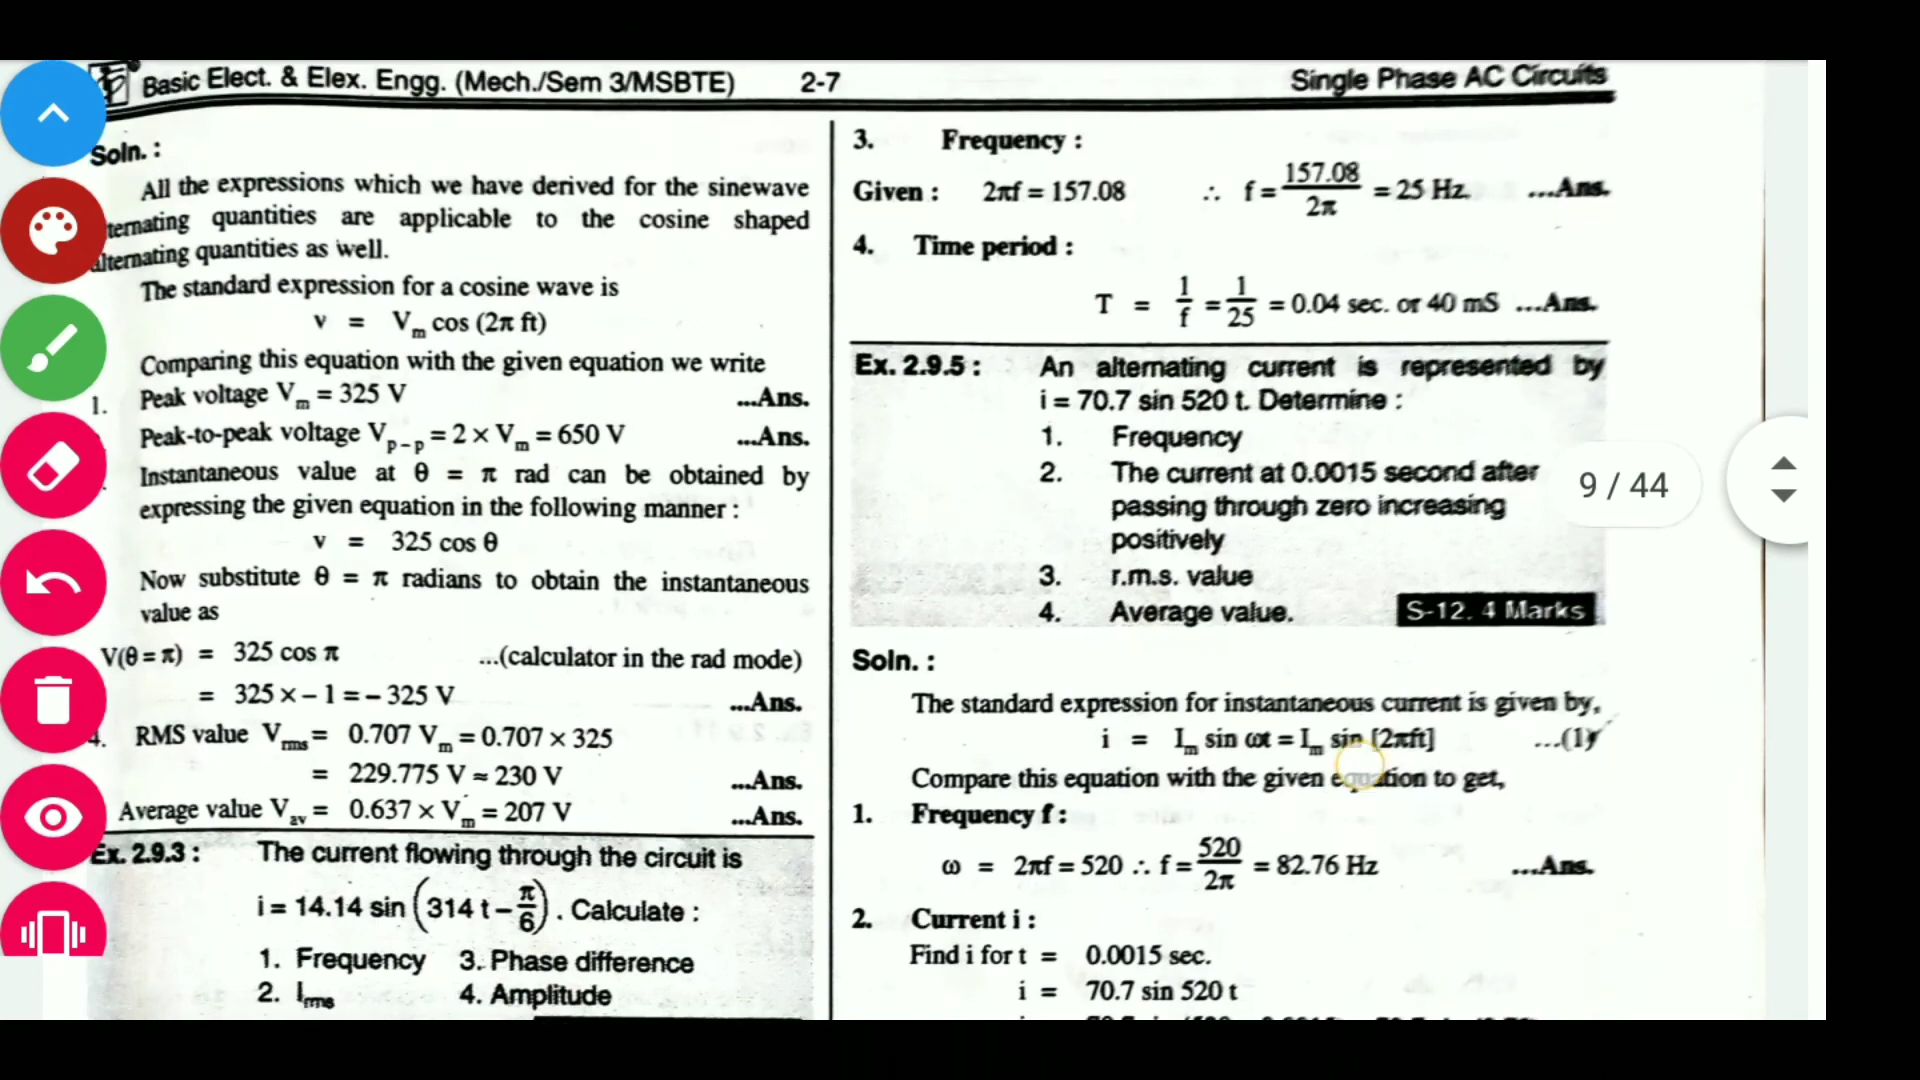 Basic Elect. & Elex. Engg. (Mech./Sem 3/MSBTE) 2-7 Single Phase AC Circuits
Soln. :
All the expressions which we have derived for the sinewave
ternating quantities are applicable to the cosine shaped
alternating quantities as well.
The standard expression for a cosine wave is
v = Vm cos (2π ft)
Comparing this equation with the given equation we write
1. Peak voltage Vm = 325 V ...Ans.
Peak-to-peak voltage Vp–p = 2 × Vm = 650 V ...Ans.
Instantaneous value at θ = π rad can be obtained by
expressing the given equation in the following manner :
v = 325 cos θ
Now substitute θ = π radians to obtain the instantaneous
value as
V(θ = π) = 325 cos π ...(calculator in the rad mode)
= 325 × – 1 = – 325 V ...Ans.
4. RMS value Vrms = 0.707 Vm = 0.707 × 325
= 229.775 V ≈ 230 V ...Ans.
Average value Vav = 0.637 × Vm = 207 V ...Ans.
Ex. 2.9.3 : The current flowing through the circuit is
i = 14.14 sin (314 t – π/6) . Calculate :
1. Frequency 3. Phase difference
2. Irms 4. Amplitude
3. Frequency :
Given : 2πf = 157.08 ∴ f = 157.08/2π = 25 Hz. ...Ans.
4. Time period :
T = 1/f = 1/25 = 0.04 sec. or 40 mS ...Ans.
Ex. 2.9.5 : An alternating current is represented by
i = 70.7 sin 520 t. Determine :
1. Frequency
2. The current at 0.0015 second after
passing through zero increasing
positively
3. r.m.s. value
4. Average value. S-12. 4 Marks
Soln. :
The standard expression for instantaneous current is given by,
i = Im sin ωt = Im sin [2πft] ...(1)
Compare this equation with the given equation to get,
1. Frequency f :
ω = 2πf = 520 ∴ f = 520/2π = 82.76 Hz ...Ans.
2. Current i :
Find i for t = 0.0015 sec.
i = 70.7 sin 520 t
9 / 44